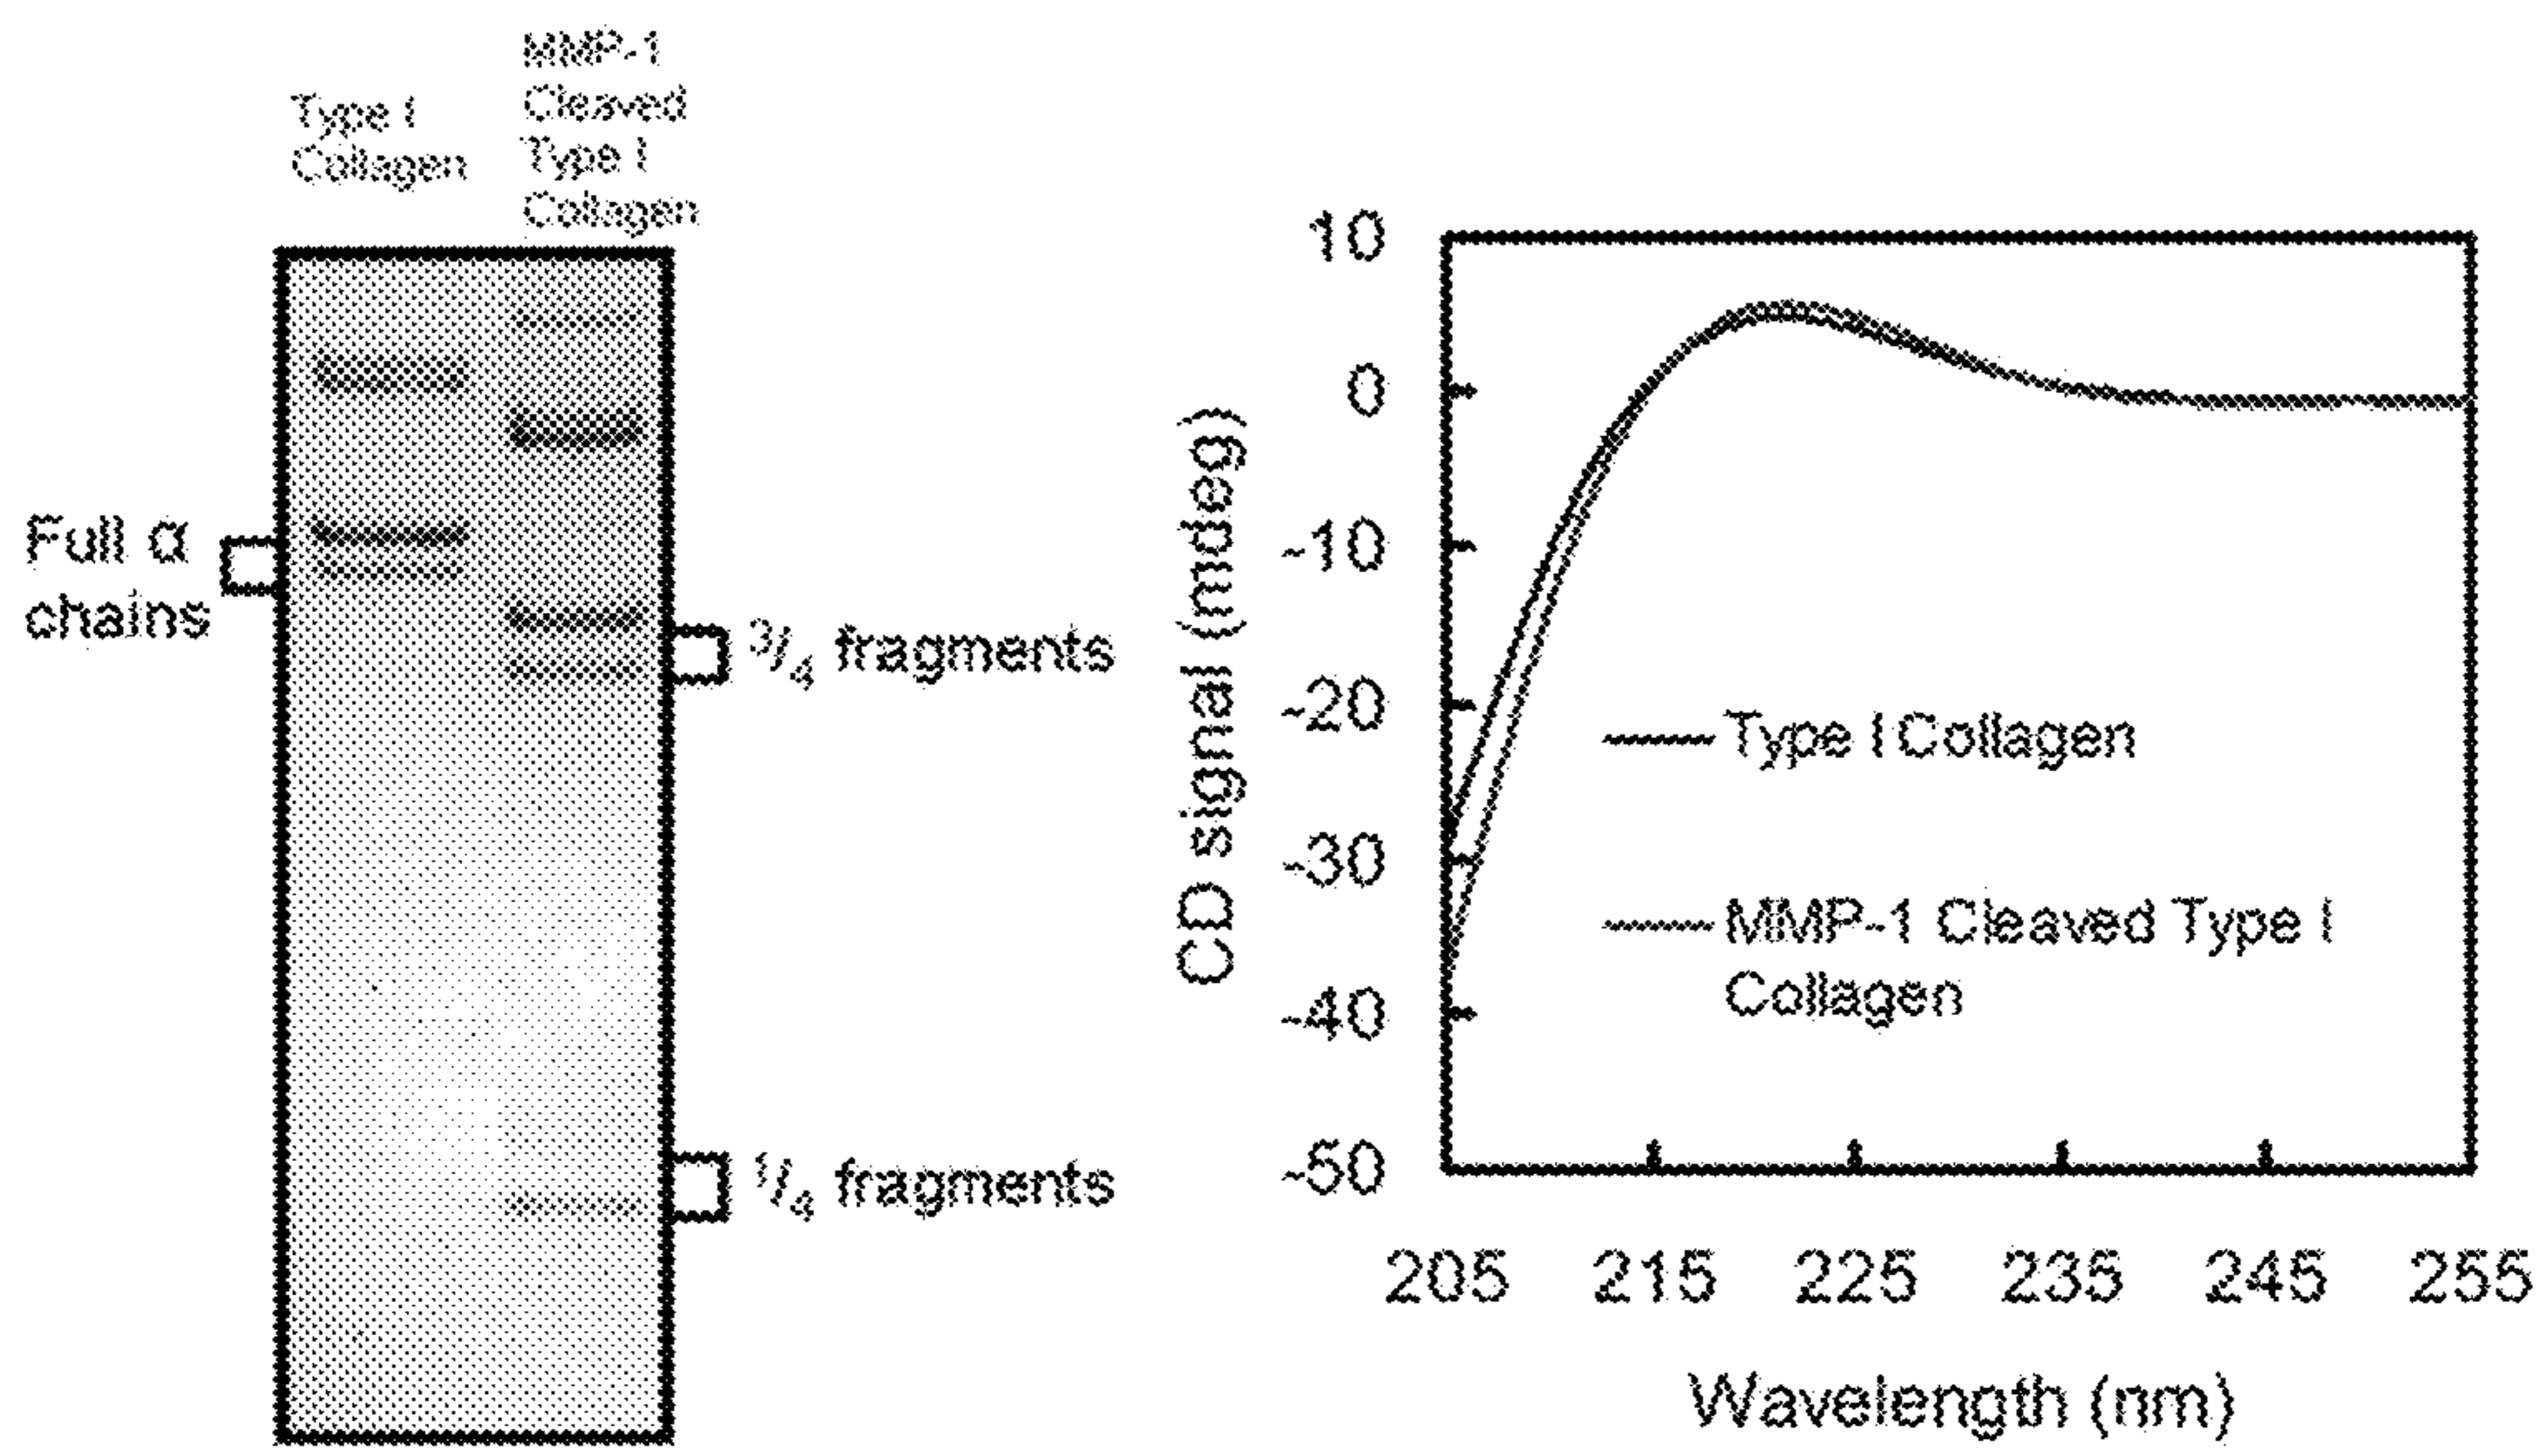 Type I
Collagen
MMP-1
Cleaved
Type I
Collagen
Full α
chains
3/4 fragments
1/4 fragments
CD signal (mdeg)
10
0
-10
-20
-30
-40
-50
Type I Collagen
MMP-1 Cleaved Type I
Collagen
205 215 225 235 245 255
Wavelength (nm)